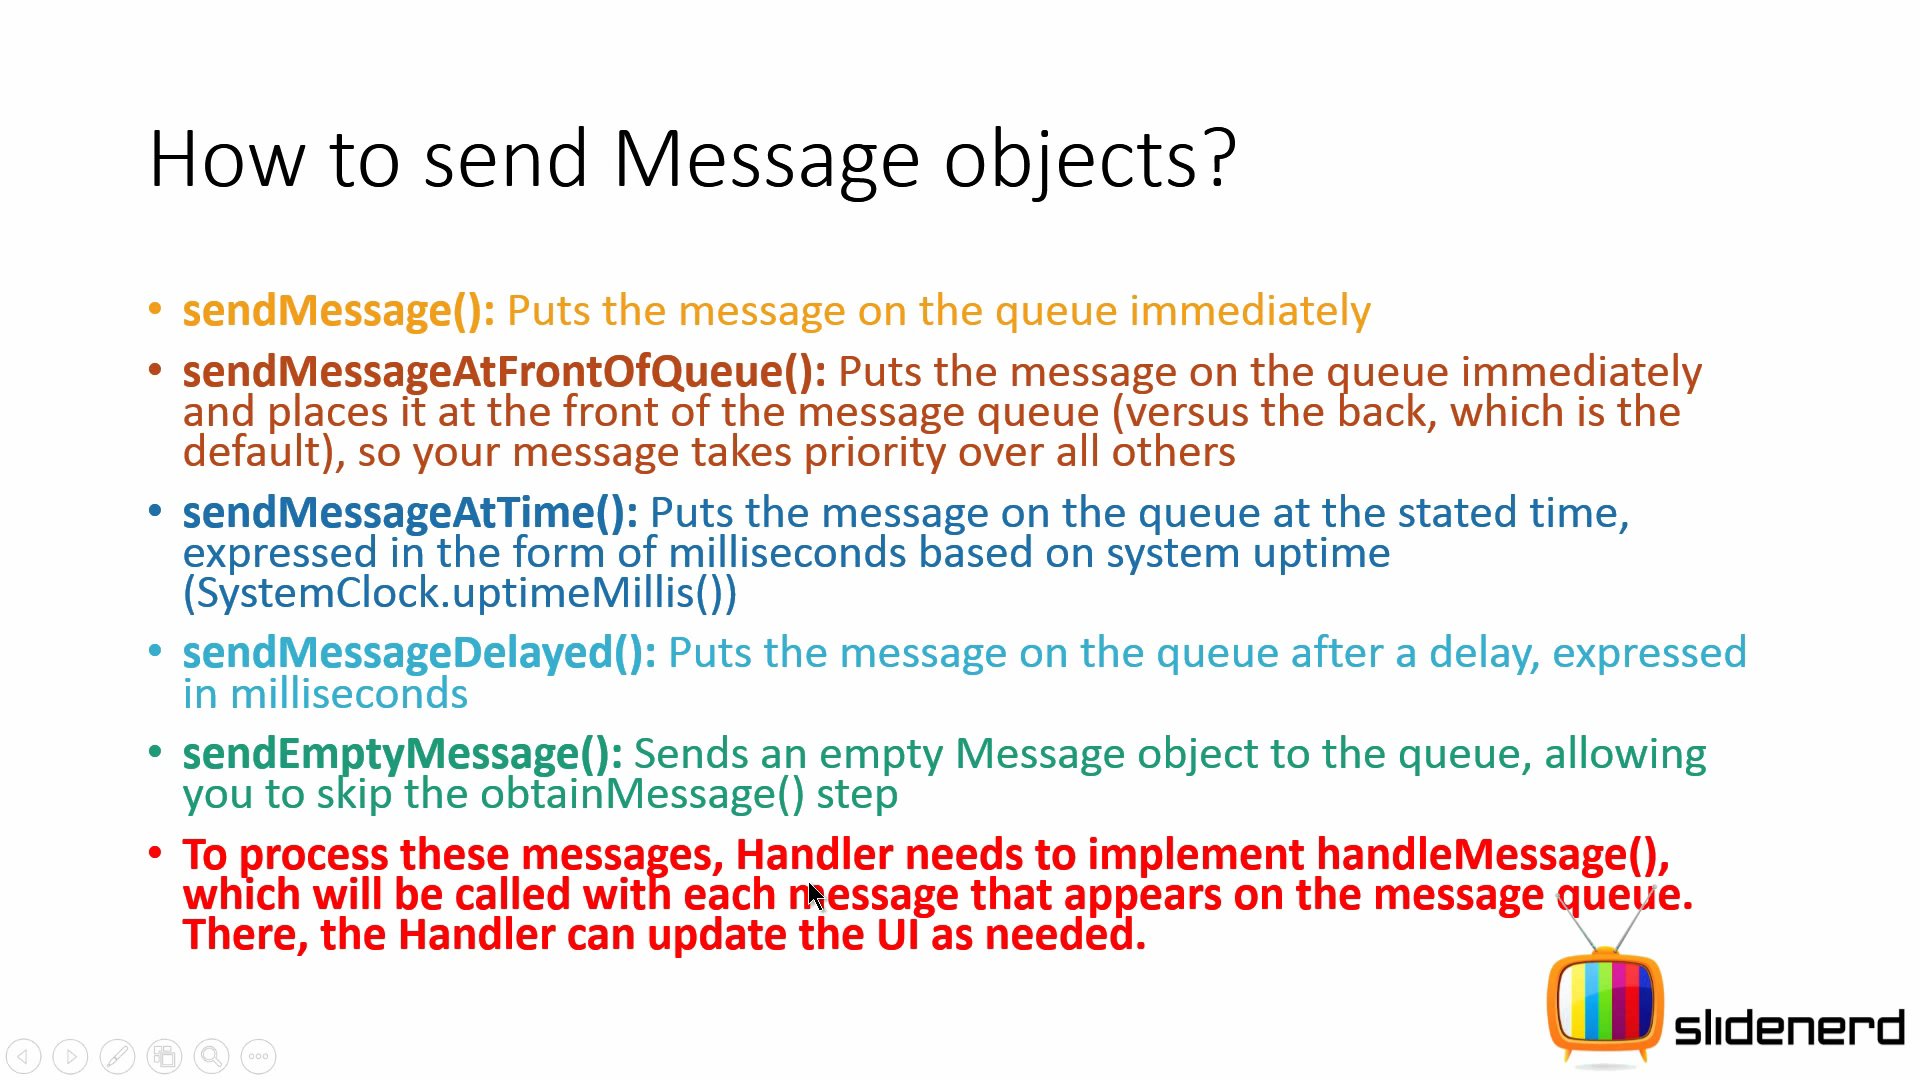 How to send Message objects?
• sendMessage(): Puts the message on the queue immediately
• sendMessageAtFrontOfQueue(): Puts the message on the queue immediately
and places it at the front of the message queue (versus the back, which is the
default), so your message takes priority over all others
• sendMessageAtTime(): Puts the message on the queue at the stated time,
expressed in the form of milliseconds based on system uptime
(SystemClock.uptimeMillis())
• sendMessageDelayed(): Puts the message on the queue after a delay, expressed
in milliseconds
• sendEmptyMessage(): Sends an empty Message object to the queue, allowing
you to skip the obtainMessage() step
• To process these messages, Handler needs to implement handleMessage(),
which will be called with each message that appears on the message queue.
There, the Handler can update the UI as needed.
slidenerd